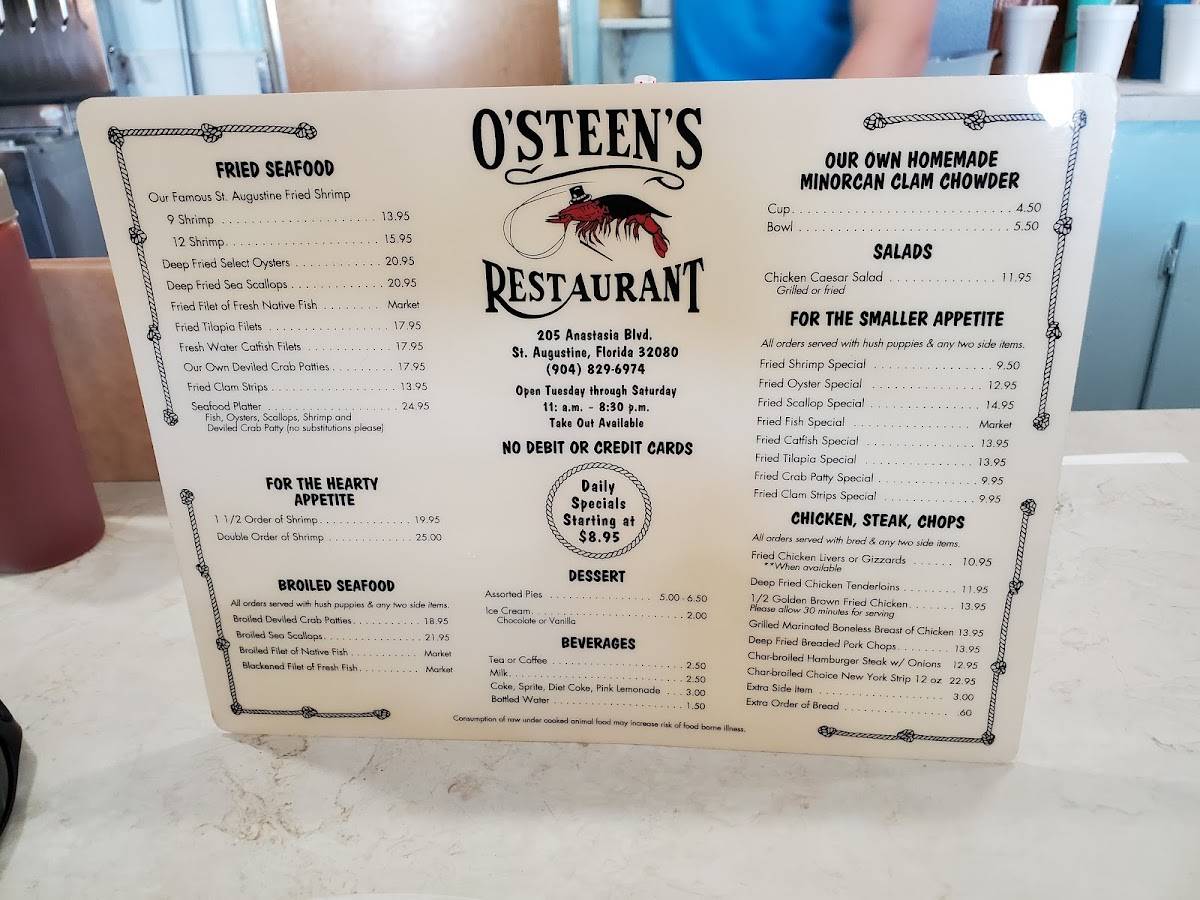 O'STEEN'S
RESTAURANT
205 Anastasia Blvd.
St. Augustine, Florida 32080
(904) 829-6974
Open Tuesday through Saturday
11: a.m. - 8:30 p.m.
Take Out Available
NO DEBIT OR CREDIT CARDS
Daily
Specials
Starting at
$8.95
FRIED SEAFOOD
Our Famous St. Augustine Fried Shrimp
9 Shrimp 13.95
12 Shrimp 15.95
Deep Fried Select Oysters 20.95
Deep Fried Sea Scallops 20.95
Fried Filet of Fresh Native Fish Market
Fried Tilapia Filets 17.95
Fresh Water Catfish Filets 17.95
Our Own Deviled Crab Patties 17.95
Fried Clam Strips 13.95
Seafood Platter 24.95
Fish, Oysters, Scallops, Shrimp and
Deviled Crab Patty (no substitutions please)
FOR THE HEARTY
APPETITE
1 1/2 Order of Shrimp 19.95
Double Order of Shrimp 25.00
BROILED SEAFOOD
All orders served with hush puppies & any two side items.
Broiled Deviled Crab Patties 18.95
Broiled Sea Scallops 21.95
Broiled Filet of Native Fish Market
Blackened Filet of Fresh Fish Market
DESSERT
Assorted Pies 5.00 - 6.50
Ice Cream 2.00
Chocolate or Vanilla
BEVERAGES
Tea or Coffee 2.50
Milk 2.50
Coke, Sprite, Diet Coke, Pink Lemonade 3.00
Bottled Water 1.50
OUR OWN HOMEMADE
MINORCAN CLAM CHOWDER
Cup 4.50
Bowl 5.50
SALADS
Chicken Caesar Salad 11.95
Grilled or fried
FOR THE SMALLER APPETITE
All orders served with hush puppies & any two side items.
Fried Shrimp Special 9.50
Fried Oyster Special 12.95
Fried Scallop Special 14.95
Fried Fish Special Market
Fried Catfish Special 13.95
Fried Tilapia Special 13.95
Fried Crab Patty Special 9.95
Fried Clam Strips Special 9.95
CHICKEN, STEAK, CHOPS
All orders served with bred & any two side items.
Fried Chicken Livers or Gizzards 10.95
**When available
Deep Fried Chicken Tenderloins 11.95
1/2 Golden Brown Fried Chicken 13.95
Please allow 30 minutes for serving
Grilled Marinated Boneless Breast of Chicken 13.95
Deep Fried Breaded Pork Chops 13.95
Char-broiled Hamburger Steak w/ Onions 12.95
Char-broiled Choice New York Strip 12 oz 22.95
Extra Side Item 3.00
Extra Order of Bread .60
Consumption of raw under cooked animal food may increase risk of food borne illness.